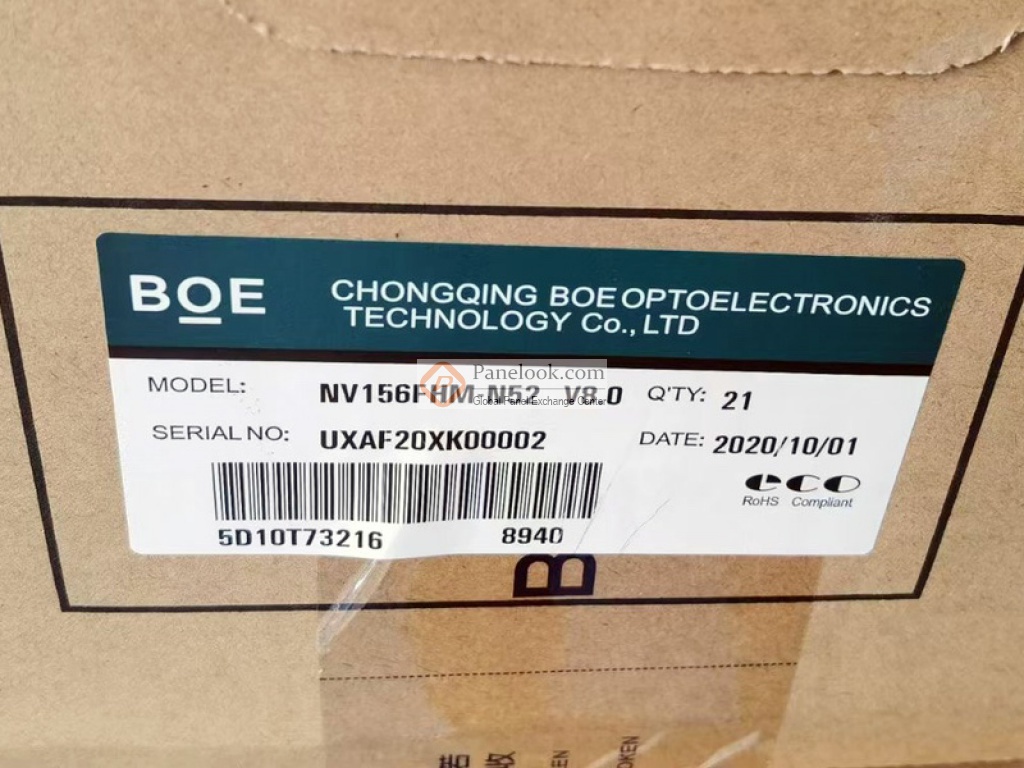 BOE
CHONGQING BOE OPTOELECTRONICS
TECHNOLOGY Co., LTD
Panelook.com
Global Panel Exchange Center
MODEL: NV156FHM-N52 V8.0 Q'TY: 21
SERIAL NO: UXAF20XK00002 DATE: 2020/10/01
eco
RoHS Compliant
5D10T73216 8940
B
收